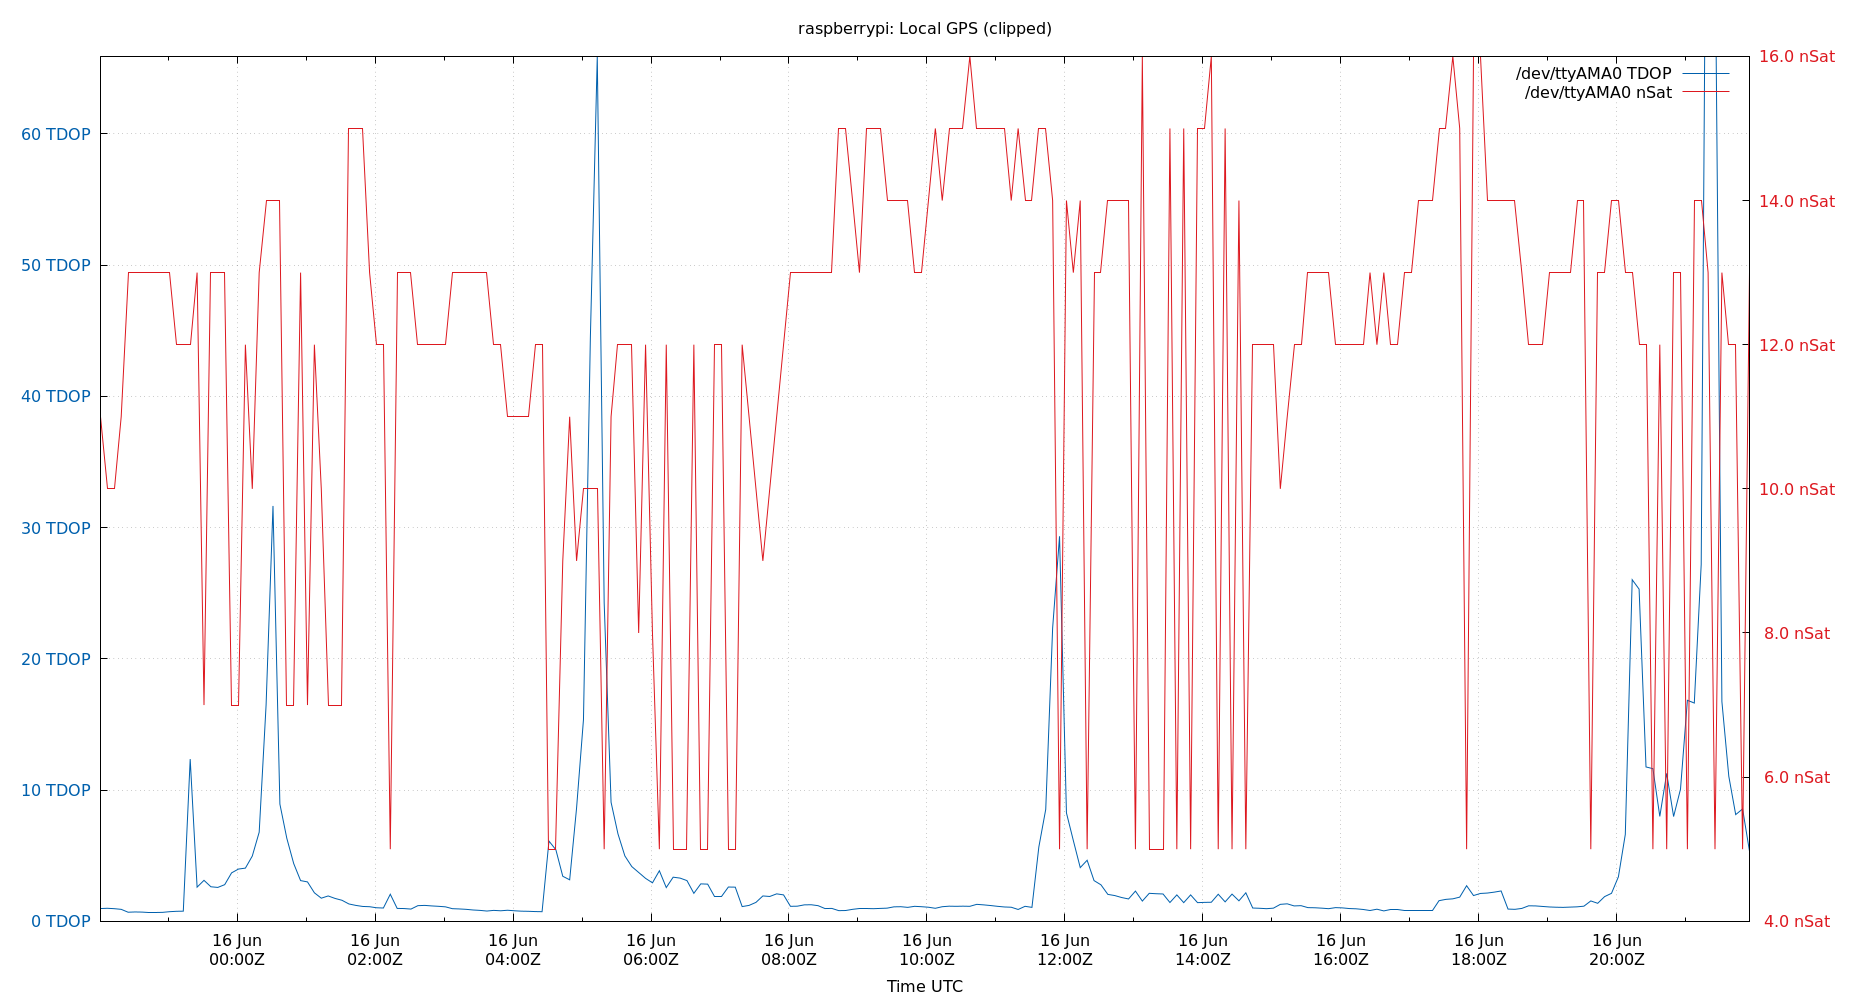 raspberrypi: Local GPS (clipped)
/dev/ttyAMA0 TDOP
/dev/ttyAMA0 nSat
60 TDOP
50 TDOP
40 TDOP
30 TDOP
20 TDOP
10 TDOP
0 TDOP
16.0 nSat
14.0 nSat
12.0 nSat
10.0 nSat
8.0 nSat
6.0 nSat
4.0 nSat
16 Jun
00:00Z
16 Jun
02:00Z
16 Jun
04:00Z
16 Jun
06:00Z
16 Jun
08:00Z
16 Jun
10:00Z
16 Jun
12:00Z
16 Jun
14:00Z
16 Jun
16:00Z
16 Jun
18:00Z
16 Jun
20:00Z
Time UTC